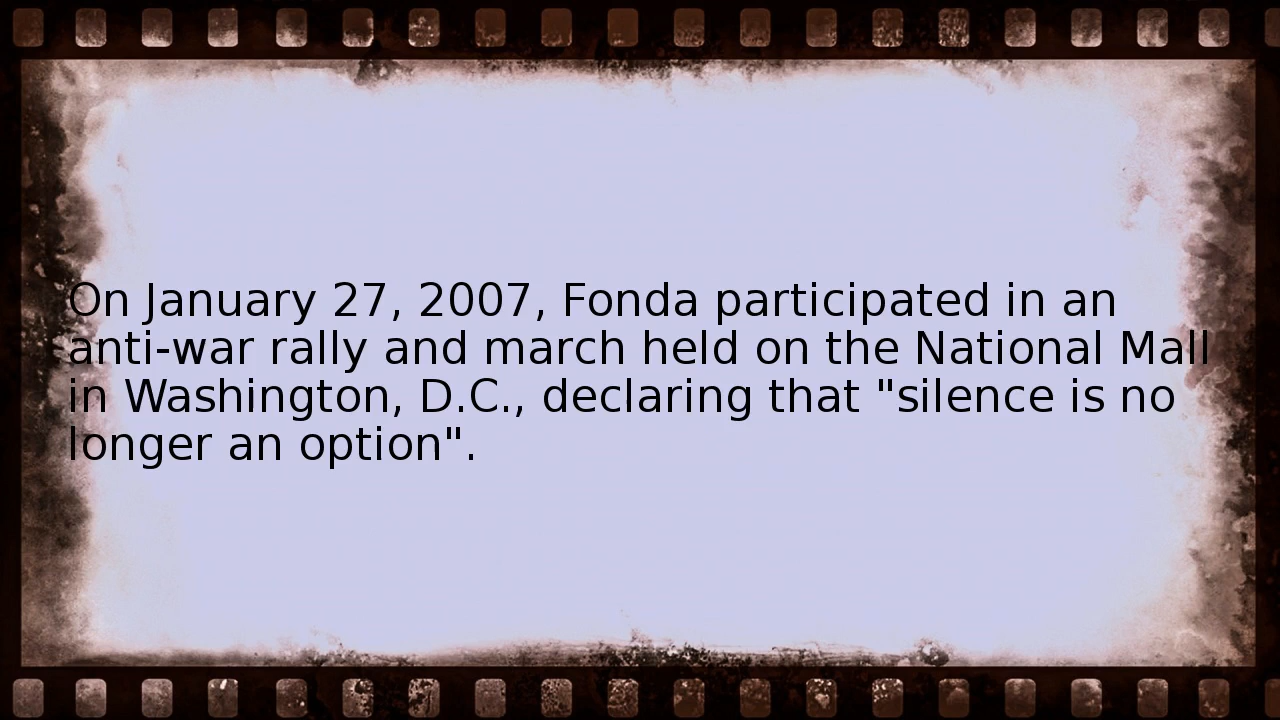 On January 27, 2007, Fonda participated in an
anti-war rally and march held on the National Mall
in Washington, D.C., declaring that "silence is no
longer an option".